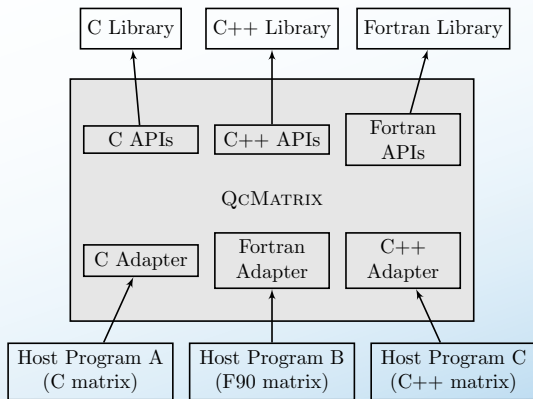 C Library
C++ Library
Fortran Library
C APIs
C++ APIs
Fortran
APIs
QCMATRIX
C Adapter
Fortran
Adapter
C++
Adapter
Host Program A
(C matrix)
Host Program B
(F90 matrix)
Host Program C
(C++ matrix)